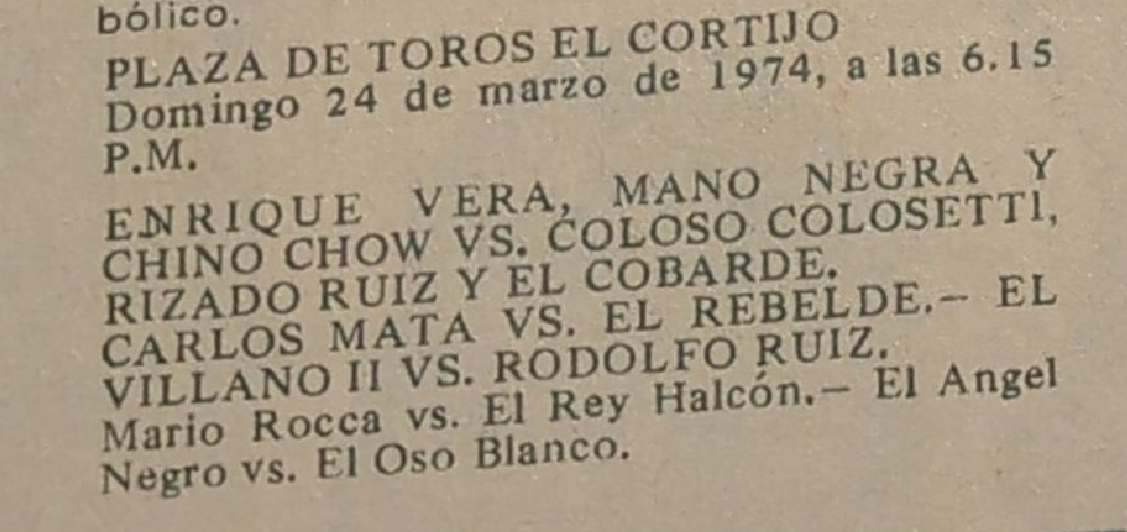 bólico.
PLAZA DE TOROS EL CORTIJO
Domingo 24 de marzo de 1974, a las 6.15
P.M.
ENRIQUE VERA, MANO NEGRA Y
CHINO CHOW VS. COLOSO COLOSETTI,
RIZADO RUIZ Y EL COBARDE.
CARLOS MATA VS. EL REBELDE.— EL
VILLANO II VS. RODOLFO RUIZ.
Mario Rocca vs. El Rey Halcón.— El Angel
Negro vs. El Oso Blanco.